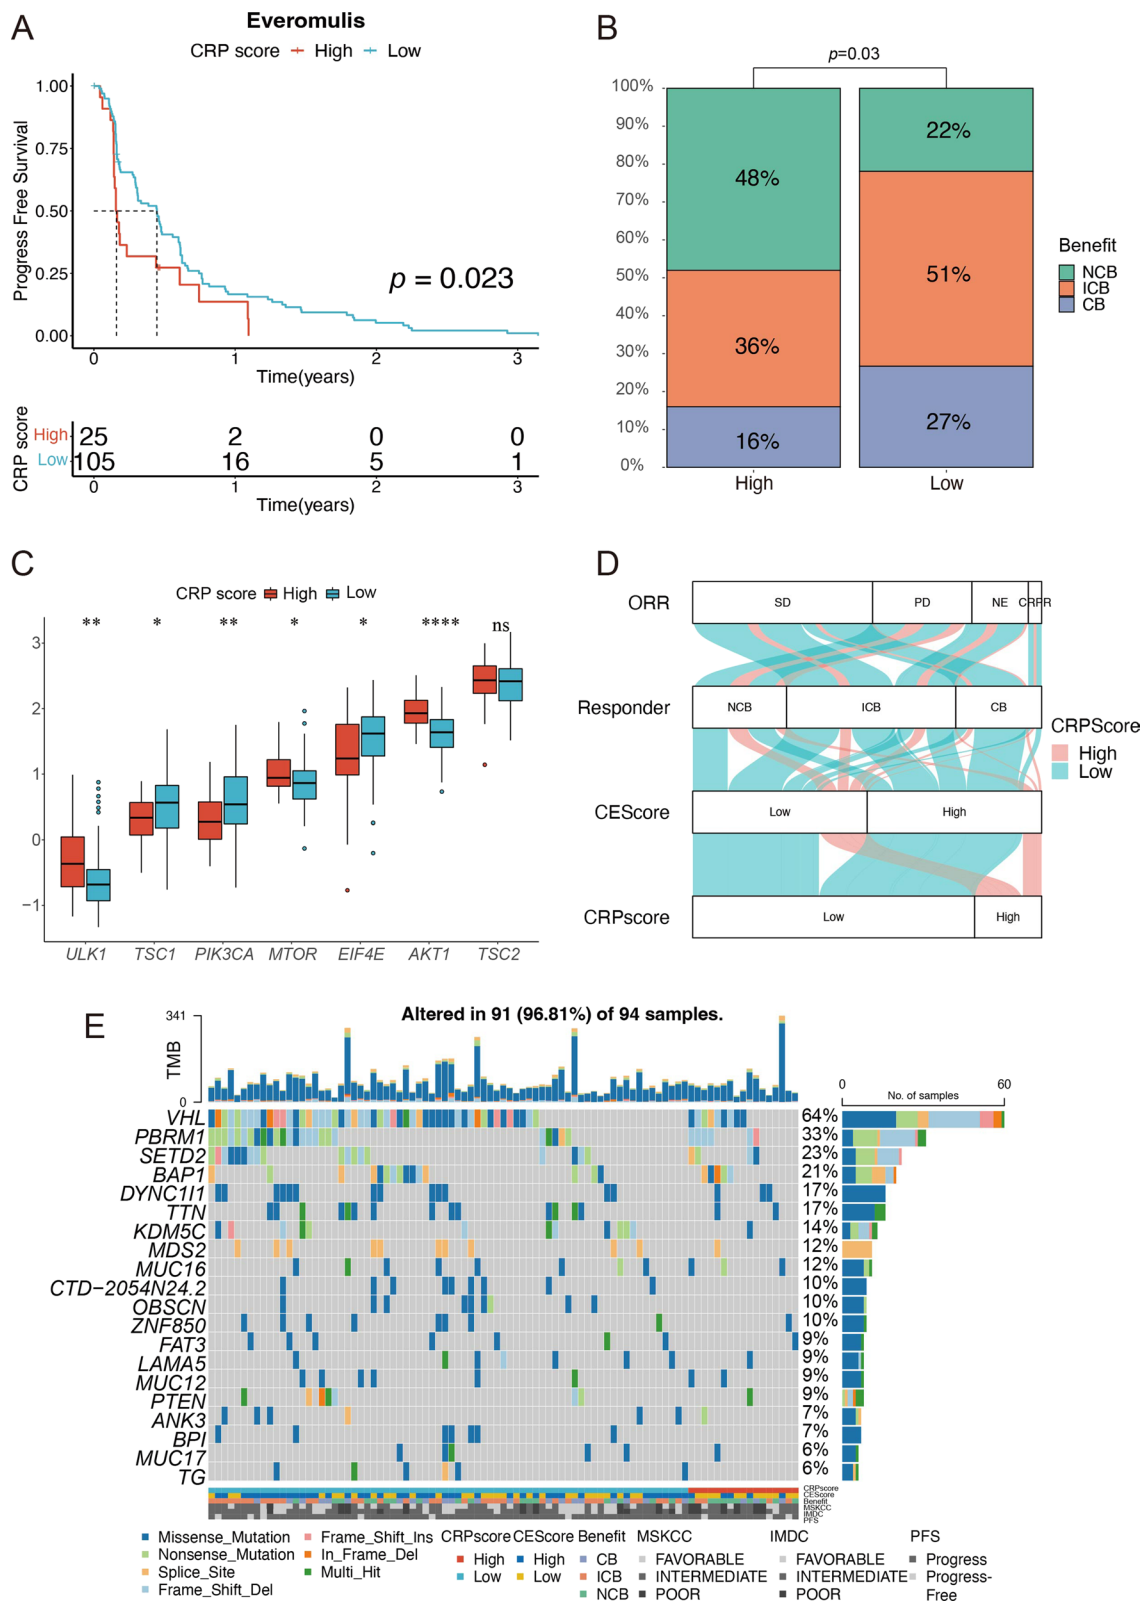 A
Everomulis
CRP score High Low
Progress Free Survival
1.00
0.75
0.50
0.25
0.00
p = 0.023
0 1 2 3
Time(years)
CRP score
High 25 2 0 0
Low 105 16 5 1
0 1 2 3
Time(years)
B
p=0.03
100%
90%
80%
70%
60%
50%
40%
30%
20%
10%
0%
48%
36%
16%
22%
51%
27%
High Low
Benefit
NCB
ICB
CB
C
CRP score High Low
** * ** * * **** ns
3
2
1
0
−1
ULK1 TSC1 PIK3CA MTOR EIF4E AKT1 TSC2
D
ORR SD PD NE CR PR
Responder NCB ICB CB
CEScore Low High
CRPscore Low High
CRPScore
High
Low
E
Altered in 91 (96.81%) of 94 samples.
341
TMB
0
0 60
No. of samples
VHL 64%
PBRM1 33%
SETD2 23%
BAP1 21%
DYNC1I1 17%
TTN 17%
KDM5C 14%
MDS2 12%
MUC16 12%
CTD−2054N24.2 10%
OBSCN 10%
ZNF850 10%
FAT3 9%
LAMA5 9%
MUC12 9%
PTEN 9%
ANK3 7%
BPI 7%
MUC17 6%
TG 6%
CRPscore
CEScore
Benefit
MSKCC
IMDC
PFS
Missense_Mutation
Nonsense_Mutation
Splice_Site
Frame_Shift_Del
Frame_Shift_Ins
In_Frame_Del
Multi_Hit
CRPscore
High
Low
CEScore
High
Low
Benefit
CB
ICB
NCB
MSKCC
FAVORABLE
INTERMEDIATE
POOR
IMDC
FAVORABLE
INTERMEDIATE
POOR
PFS
Progress
Progress-
Free